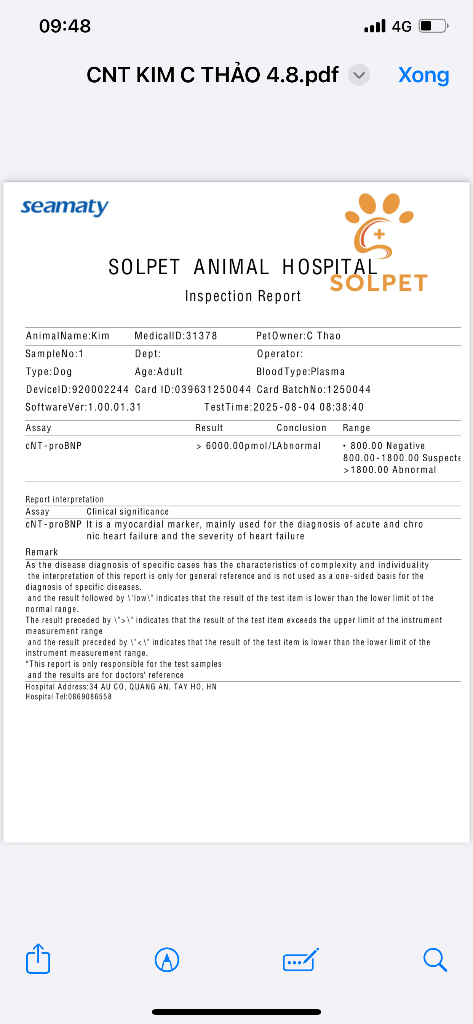 09:48
4G
CNT KIM C THẢO 4.8.pdf
Xong
seamaty
SOLPET
SOLPET ANIMAL HOSPITAL
Inspection Report
AnimalName:Kim MedicalID:31378 PetOwner:C Thao
SampleNo:1 Dept: Operator:
Type:Dog Age:Adult BloodType:Plasma
DeviceID:920002244 Card ID:039631250044 Card BatchNo:1250044
SoftwareVer:1.00.01.31 TestTime:2025-08-04 08:38:40
Assay Result Conclusion Range
cNT-proBNP > 6000.00pmol/LAbnormal · 800.00 Negative
800.00-1800.00 Suspecte
>1800.00 Abnormal
Report interpretation
Assay Clinical significance
cNT-proBNP It is a myocardial marker, mainly used for the diagnosis of acute and chro
nic heart failure and the severity of heart failure
Remark
As the disease diagnosis of specific cases has the characteristics of complexity and individuality
the interpretation of this report is only for general reference and is not used as a one-sided basis for the
diagnosis of specific diseases.
and the result followed by \"low\" indicates that the result of the test item is lower than the lower limit of the
normal range.
The result preceded by \">\" indicates that the result of the test item exceeds the upper limit of the instrument
measurement range
and the result preceded by \"<\" indicates that the result of the test item is lower than the lower limit of the
instrument measurement range.
*This report is only responsible for the test samples
and the results are for doctors' reference
Hospital Address:34 AU CO, QUANG AN, TAY HO, HN
Hospital Tel:0869086558